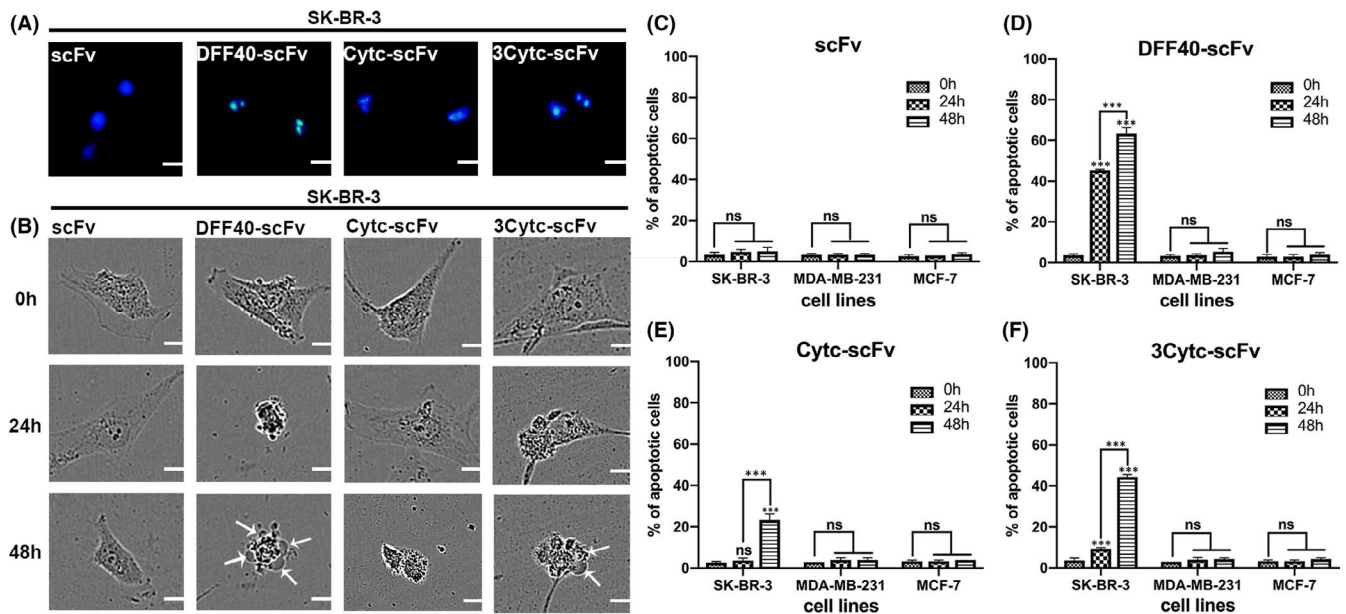 (A)
SK-BR-3
scFv
DFF40-scFv
Cytc-scFv
3Cytc-scFv
(B)
SK-BR-3
scFv
DFF40-scFv
Cytc-scFv
3Cytc-scFv
0h
24h
48h
(C)
scFv
% of apoptotic cells
100
80
60
40
20
0
0h
24h
48h
ns
ns
ns
SK-BR-3
MDA-MB-231
MCF-7
cell lines
(D)
DFF40-scFv
% of apoptotic cells
100
80
60
40
20
0
0h
24h
48h
***
***
***
ns
ns
SK-BR-3
MDA-MB-231
MCF-7
cell lines
(E)
Cytc-scFv
% of apoptotic cells
100
80
60
40
20
0
0h
24h
48h
***
***
ns
ns
ns
SK-BR-3
MDA-MB-231
MCF-7
cell lines
(F)
3Cytc-scFv
% of apoptotic cells
100
80
60
40
20
0
0h
24h
48h
***
***
***
ns
ns
SK-BR-3
MDA-MB-231
MCF-7
cell lines